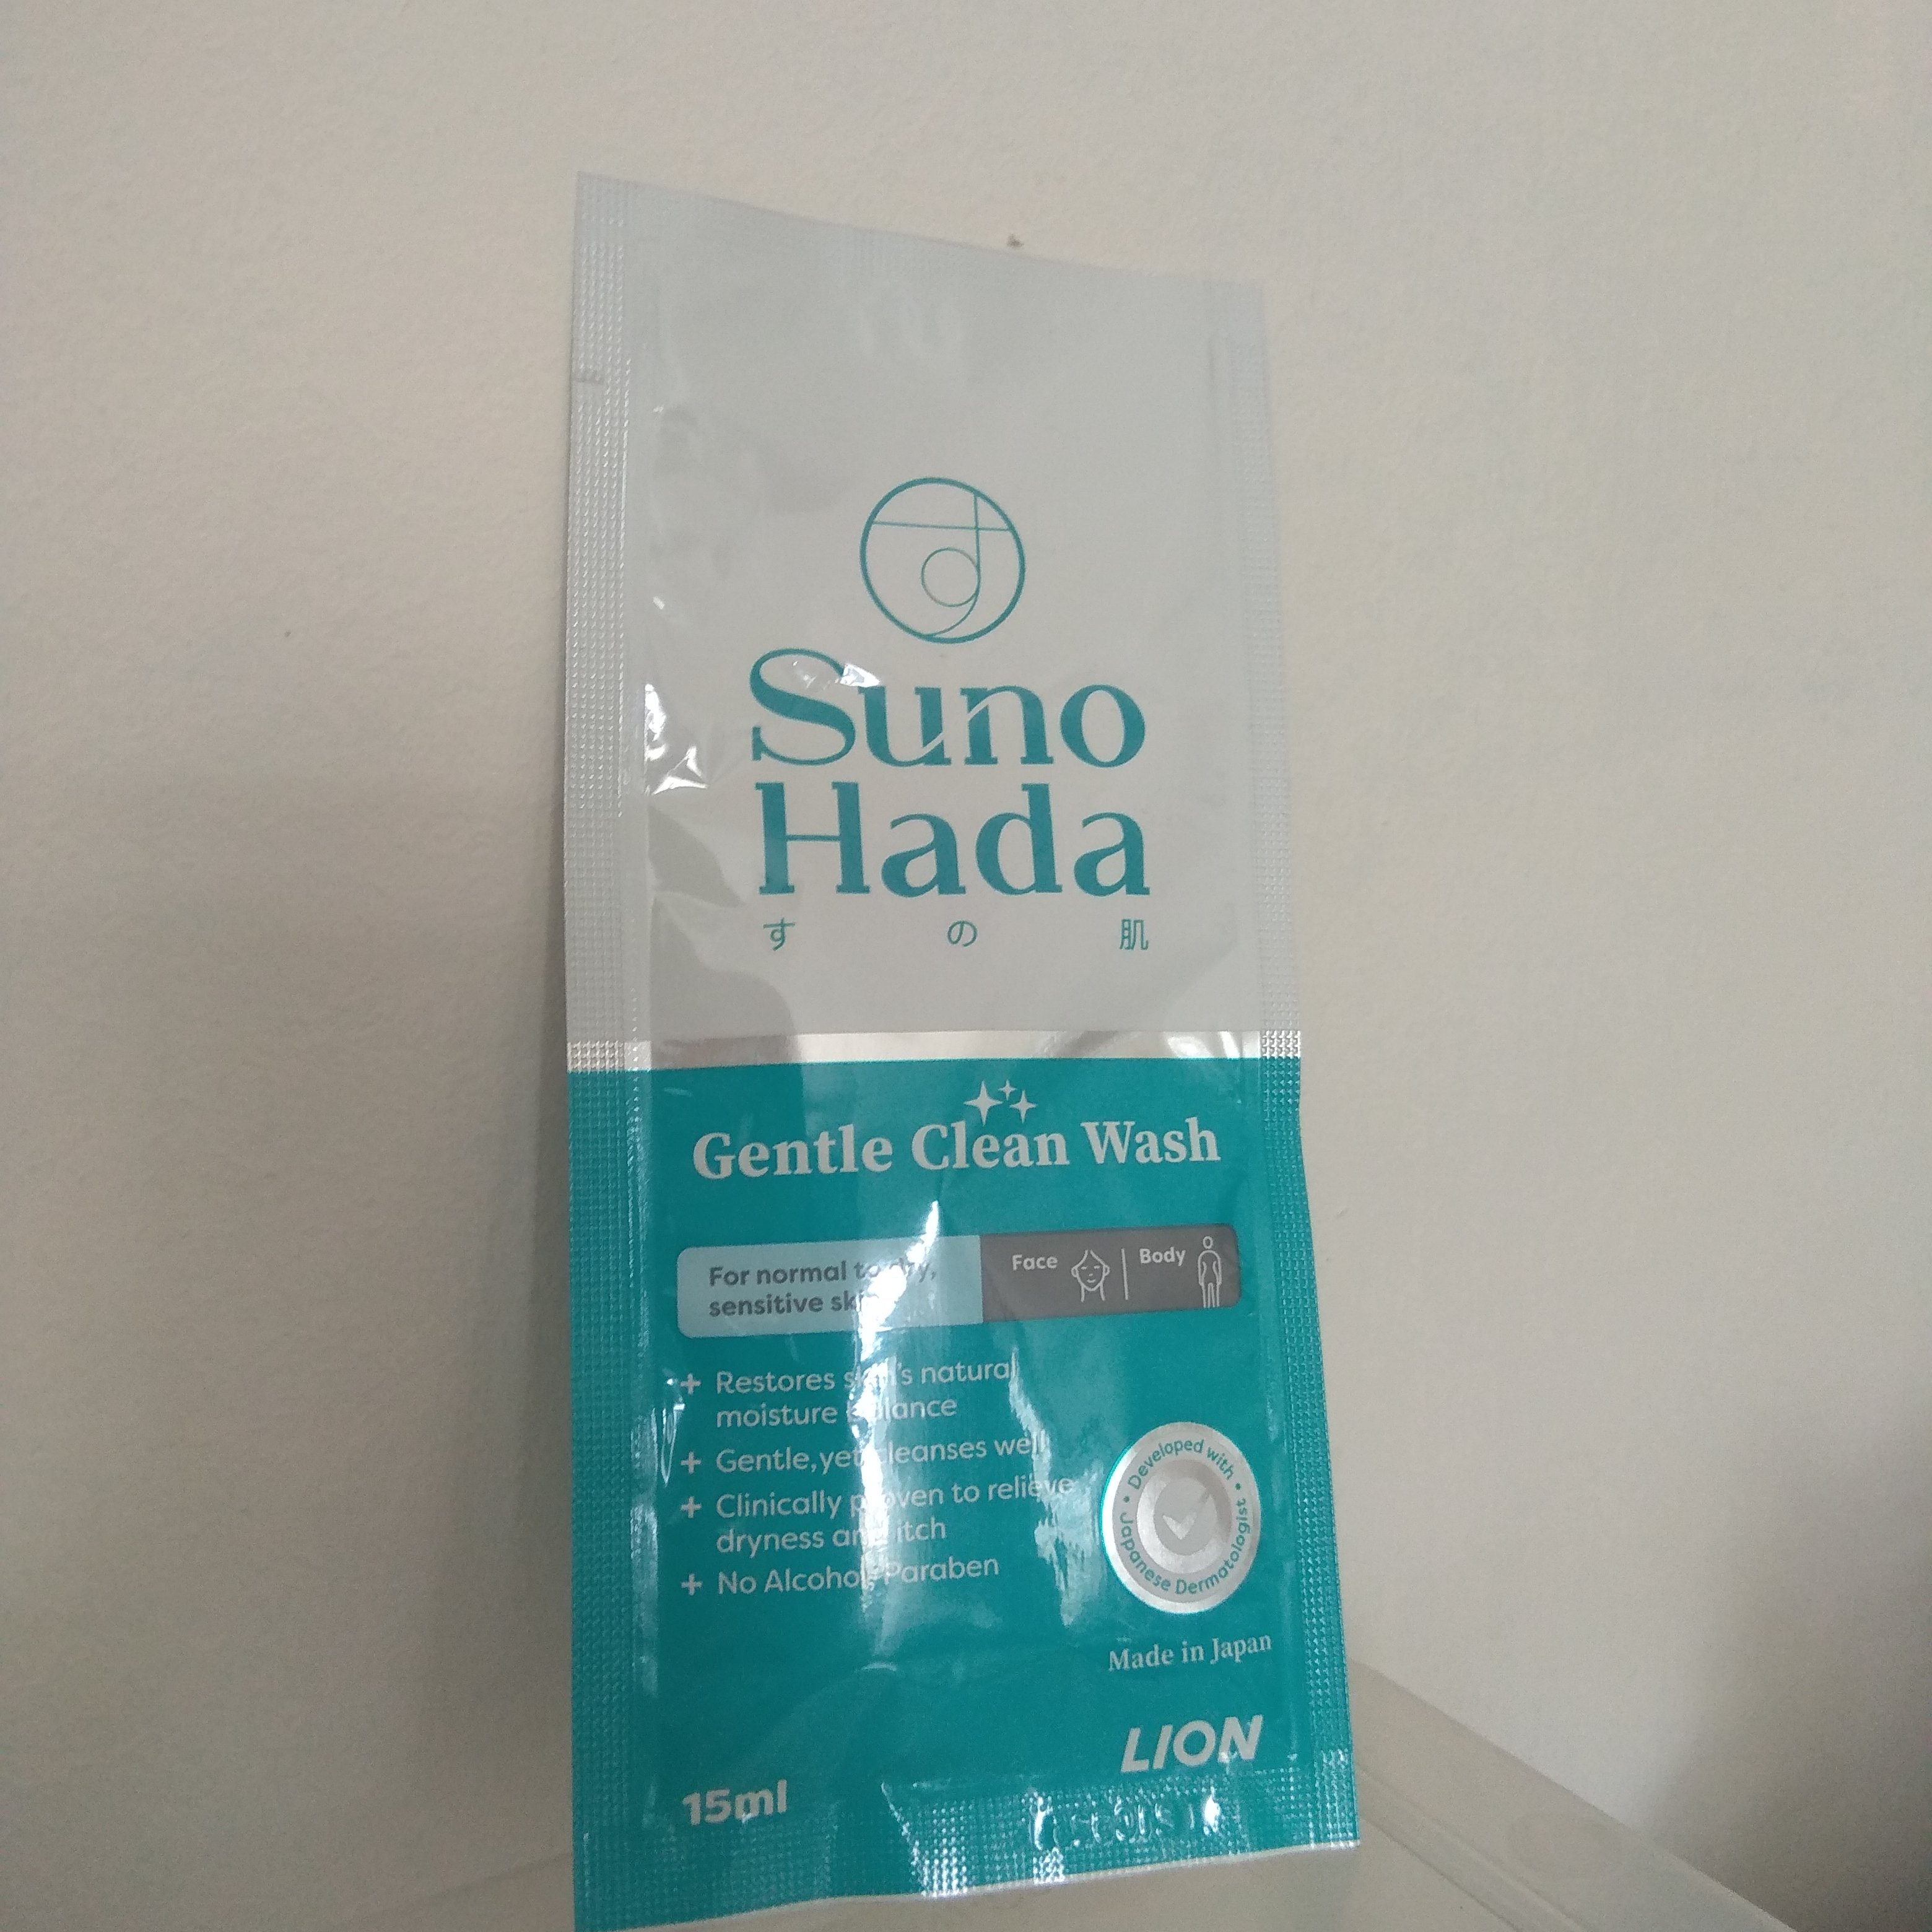 Suno
Hada
す の 肌
Gentle Clean Wash
For normal to dry,
sensitive skin
Face
Body
+ Restores skin's natural
moisture balance
+ Gentle, yet cleanses well
+ Clinically proven to relieve
dryness and itch
+ No Alcohol, Paraben
Developed with • Japanese Dermatologist •
Made in Japan
LION
15ml